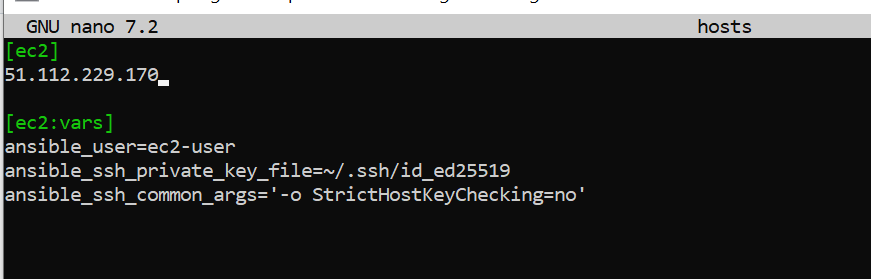 GNU nano 7.2 hosts
[ec2]
51.112.229.170
[ec2:vars]
ansible_user=ec2-user
ansible_ssh_private_key_file=~/.ssh/id_ed25519
ansible_ssh_common_args='-o StrictHostKeyChecking=no'